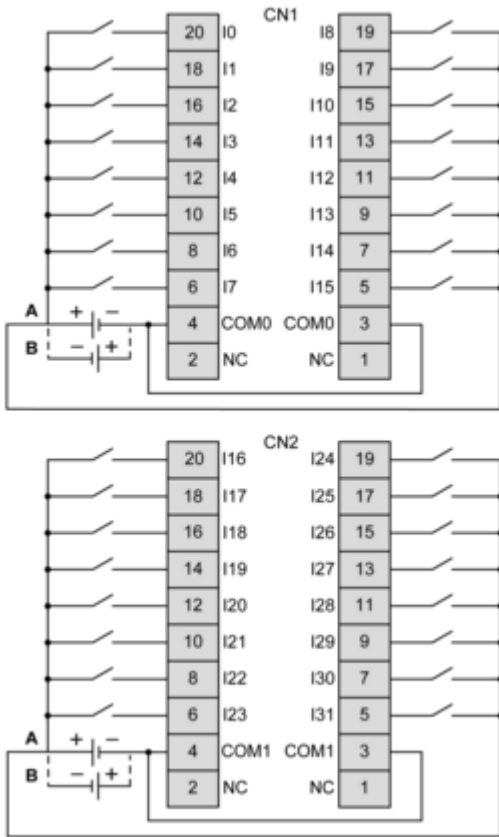 CN1
20 I0 I8 19
18 I1 I9 17
16 I2 I10 15
14 I3 I11 13
12 I4 I12 11
10 I5 I13 9
8 I6 I14 7
6 I7 I15 5
A + − 4 COM0 COM0 3
B − + 2 NC NC 1
CN2
20 I16 I24 19
18 I17 I25 17
16 I18 I26 15
14 I19 I27 13
12 I20 I28 11
10 I21 I29 9
8 I22 I30 7
6 I23 I31 5
A + − 4 COM1 COM1 3
B − + 2 NC NC 1